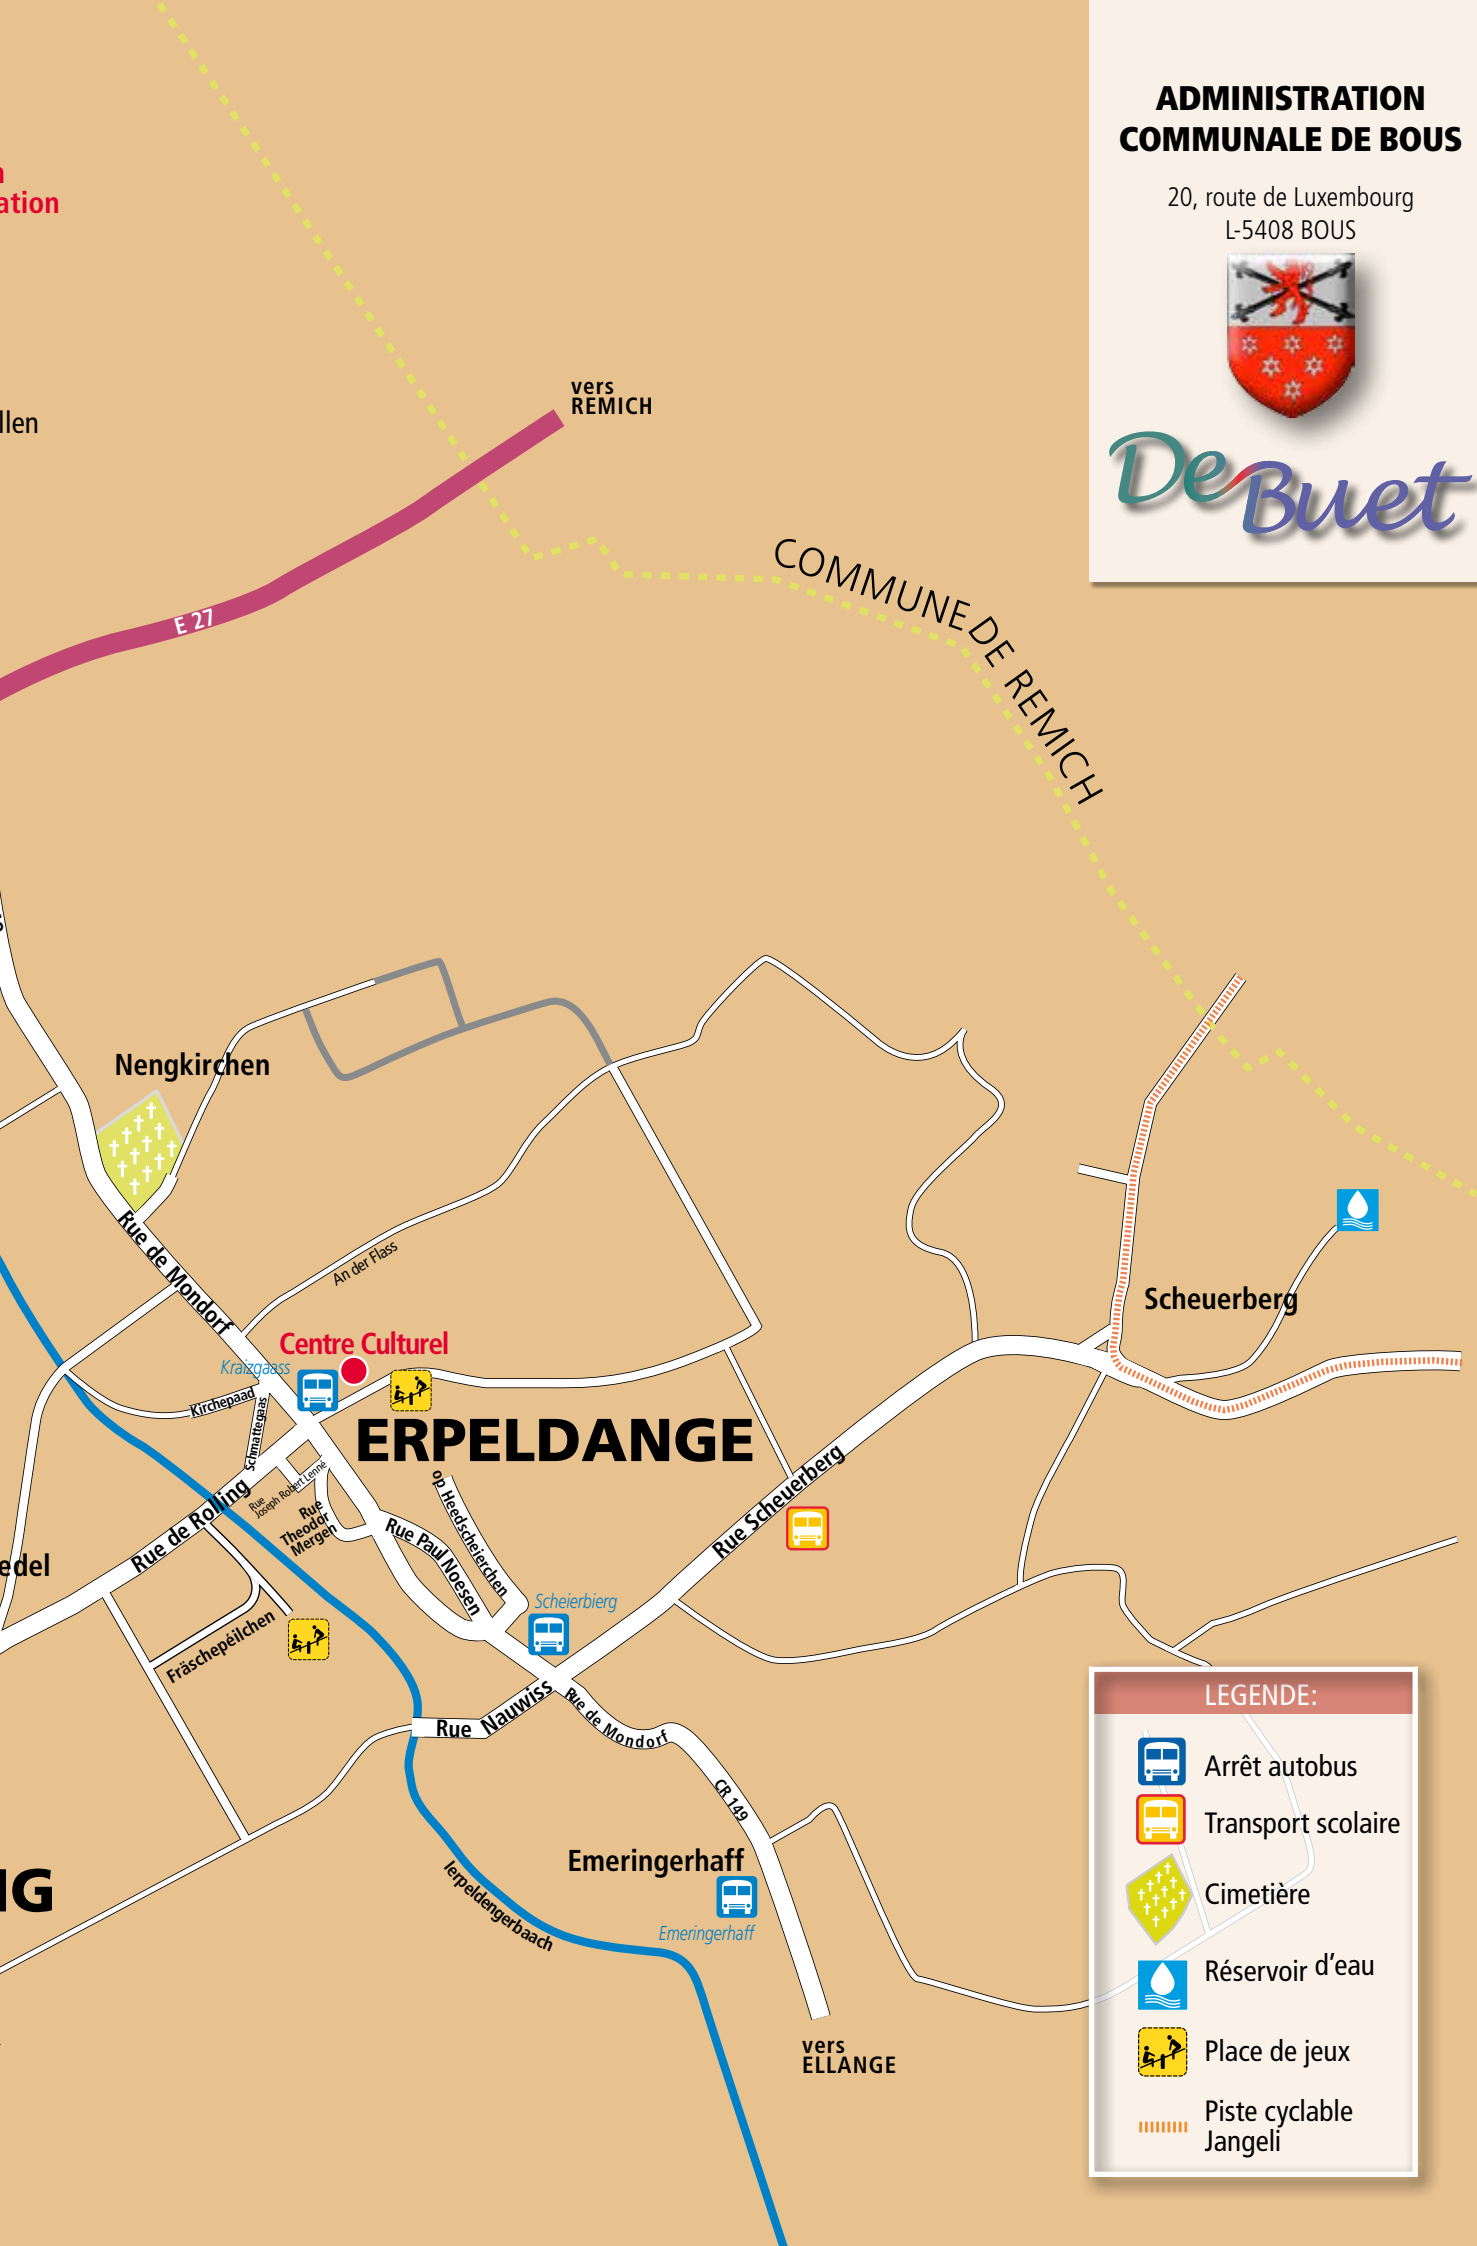 ADMINISTRATION
COMMUNALE DE BOUS
20, route de Luxembourg
L-5408 BOUS
De Buet
ation
llen
vers
REMICH
E 27
COMMUNE DE REMICH
Nengkirchen
Rue de Mondorf
An der Flass
Centre Culturel
Kraizgaass
Kirchepaad
Schmattegaas
ERPELDANGE
Scheuerberg
Rue
Joseph Robert Lenné
Rue
Theodor
Mergen
Rue de Rolling
op Heedscheierchen
Rue Paul Noesen
Rue Scheuerberg
edel
Fräschepéilchen
Scheierbierg
Rue Nauwiss
Rue de Mondorf
CR 149
Emeringerhaff
Emeringerhaff
Ierpeldengerbaach
NG
vers
ELLANGE
LEGENDE:
Arrêt autobus
Transport scolaire
Cimetière
Réservoir d'eau
Place de jeux
Piste cyclable
Jangeli